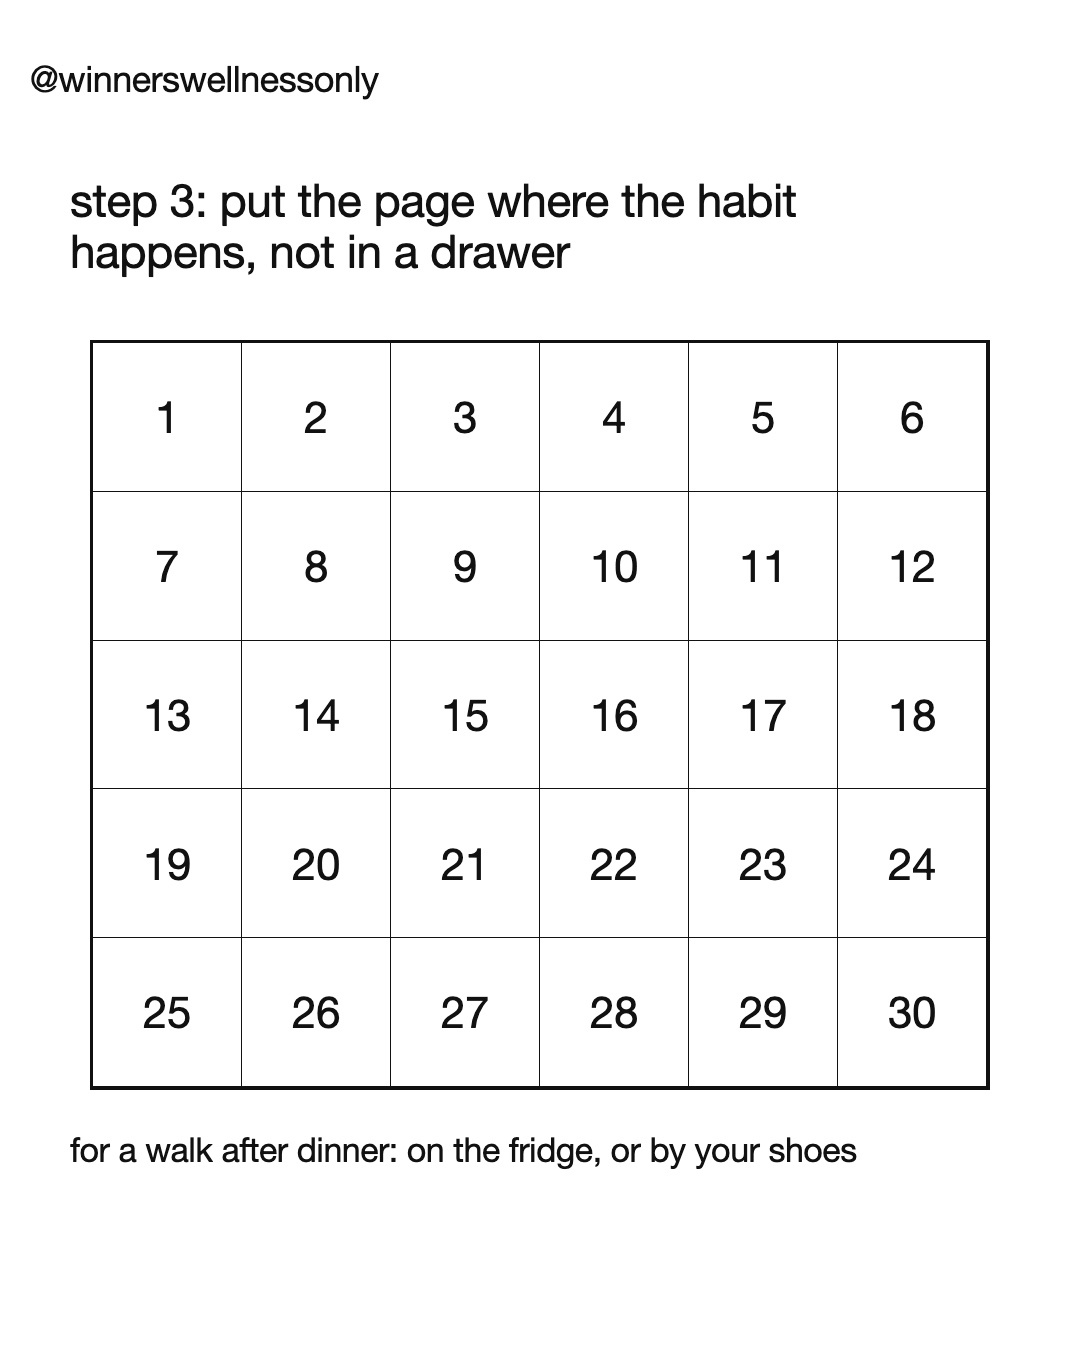 @winnerswellnessonly
step 3: put the page where the habit
happens, not in a drawer
1 2 3 4 5 6
7 8 9 10 11 12
13 14 15 16 17 18
19 20 21 22 23 24
25 26 27 28 29 30
for a walk after dinner: on the fridge, or by your shoes